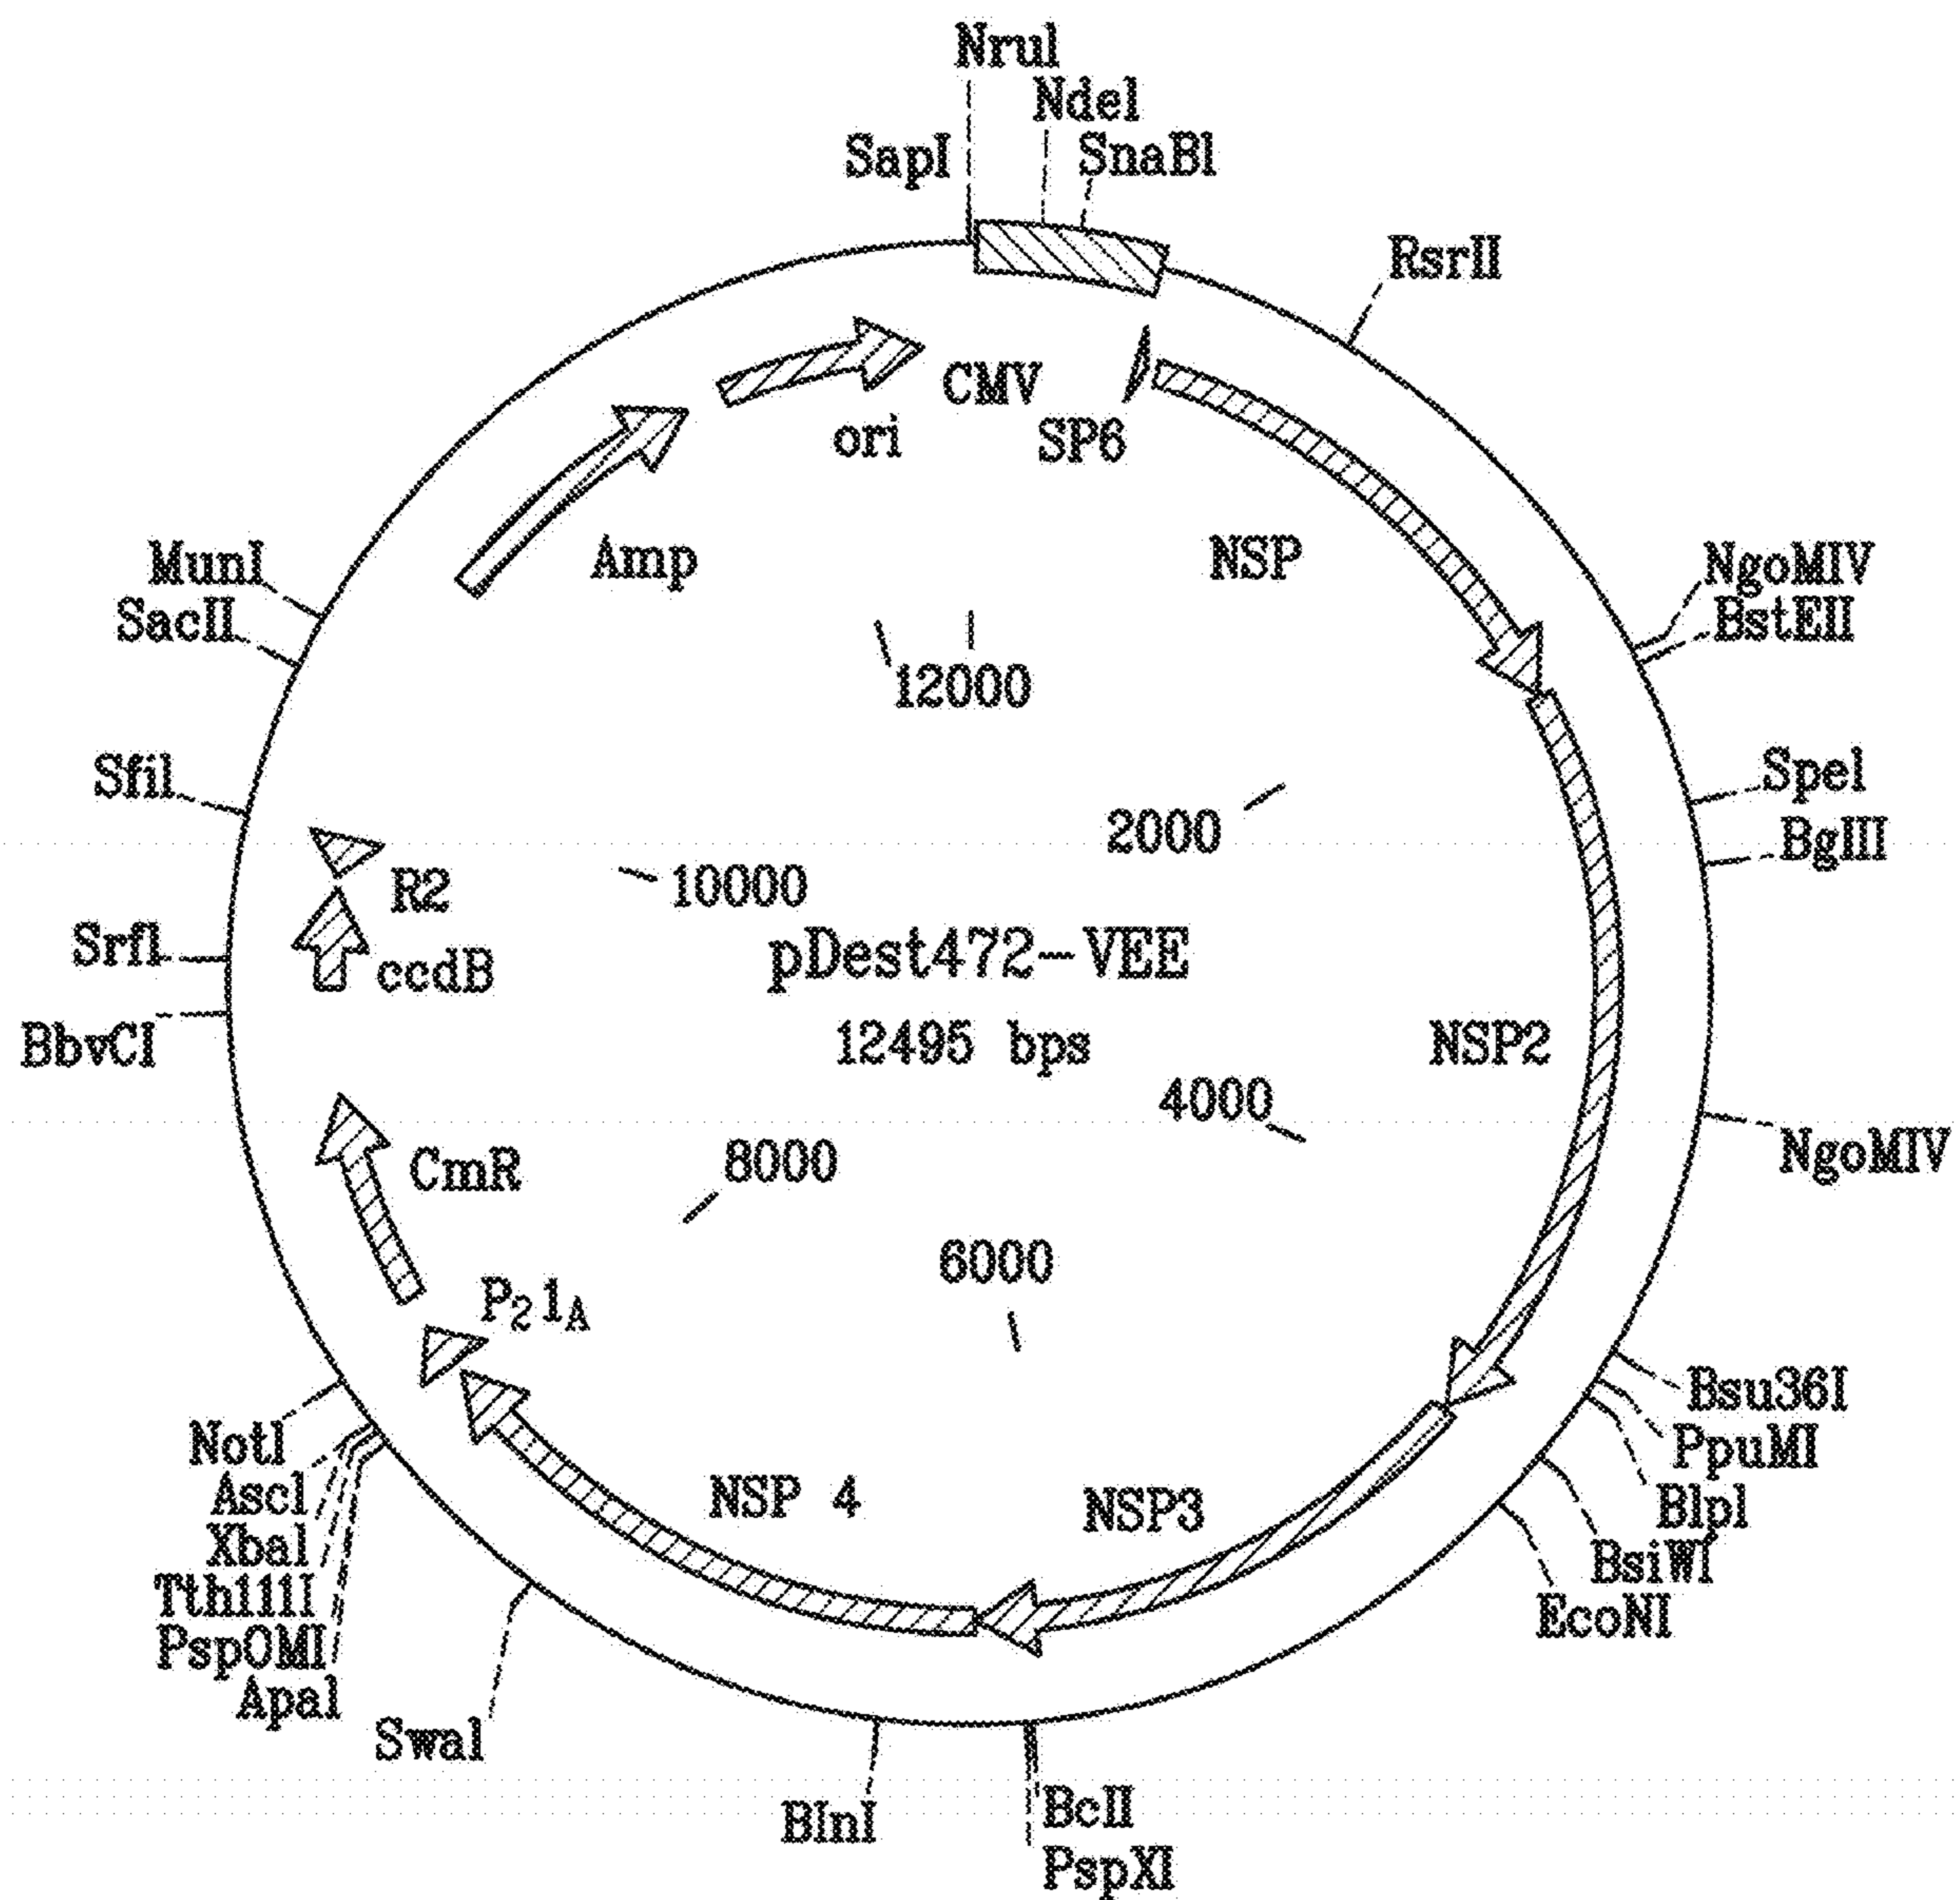 NruI
NdeI
SapI
SnaBI
RsrII
CMV
ori
SP6
MunI
Amp
NSP
NgoMIV
SacII
BstEII
12000
SfiI
SpeI
2000
BglII
R2
10000
SrfI
ccdB
pDest472-VEE
BbvCI
12495 bps
NSP2
4000
CmR
8000
NgoMIV
6000
P21A
Bsu36I
NotI
PpuMI
AscI
NSP 4
NSP3
BlpI
XbaI
BsiWI
Tth111I
EcoNI
PspOMI
ApaI
SwaI
BlnI
BclI
PspXI